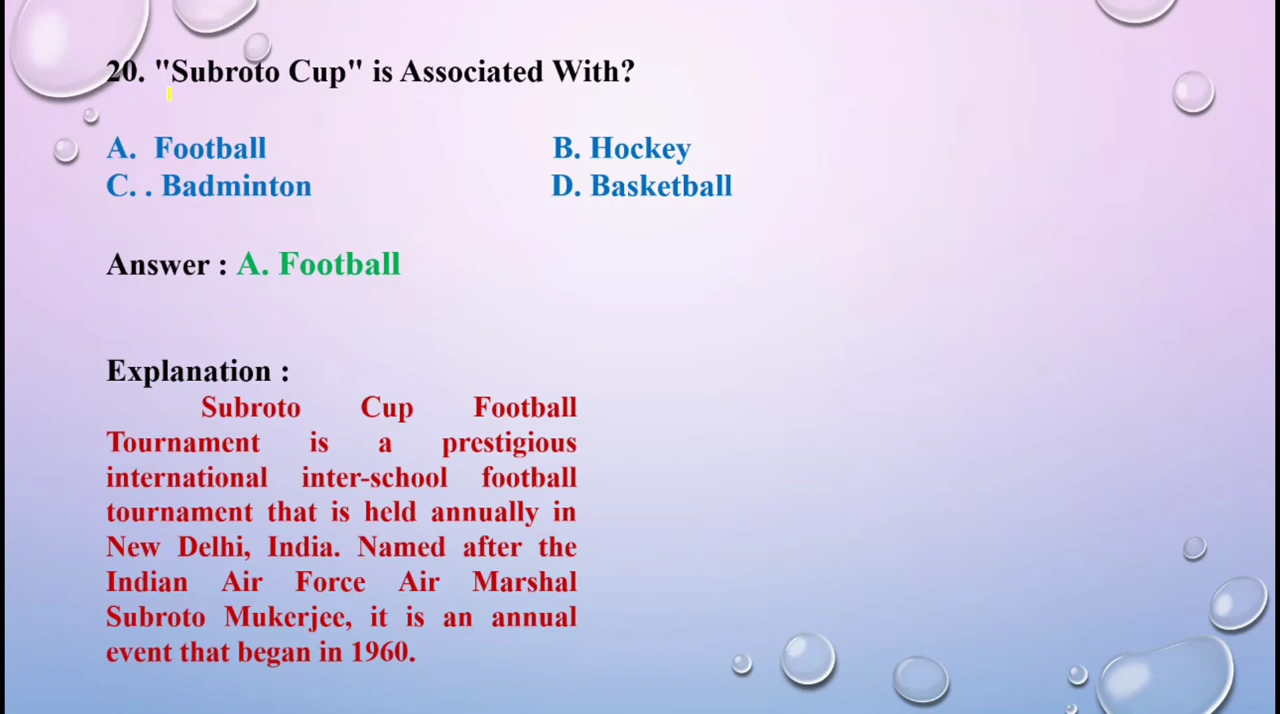 20. "Subroto Cup" is Associated With?
A. Football B. Hockey
C. . Badminton D. Basketball
Answer : A. Football
Explanation :
Subroto Cup Football
Tournament is a prestigious
international inter-school football
tournament that is held annually in
New Delhi, India. Named after the
Indian Air Force Air Marshal
Subroto Mukerjee, it is an annual
event that began in 1960.